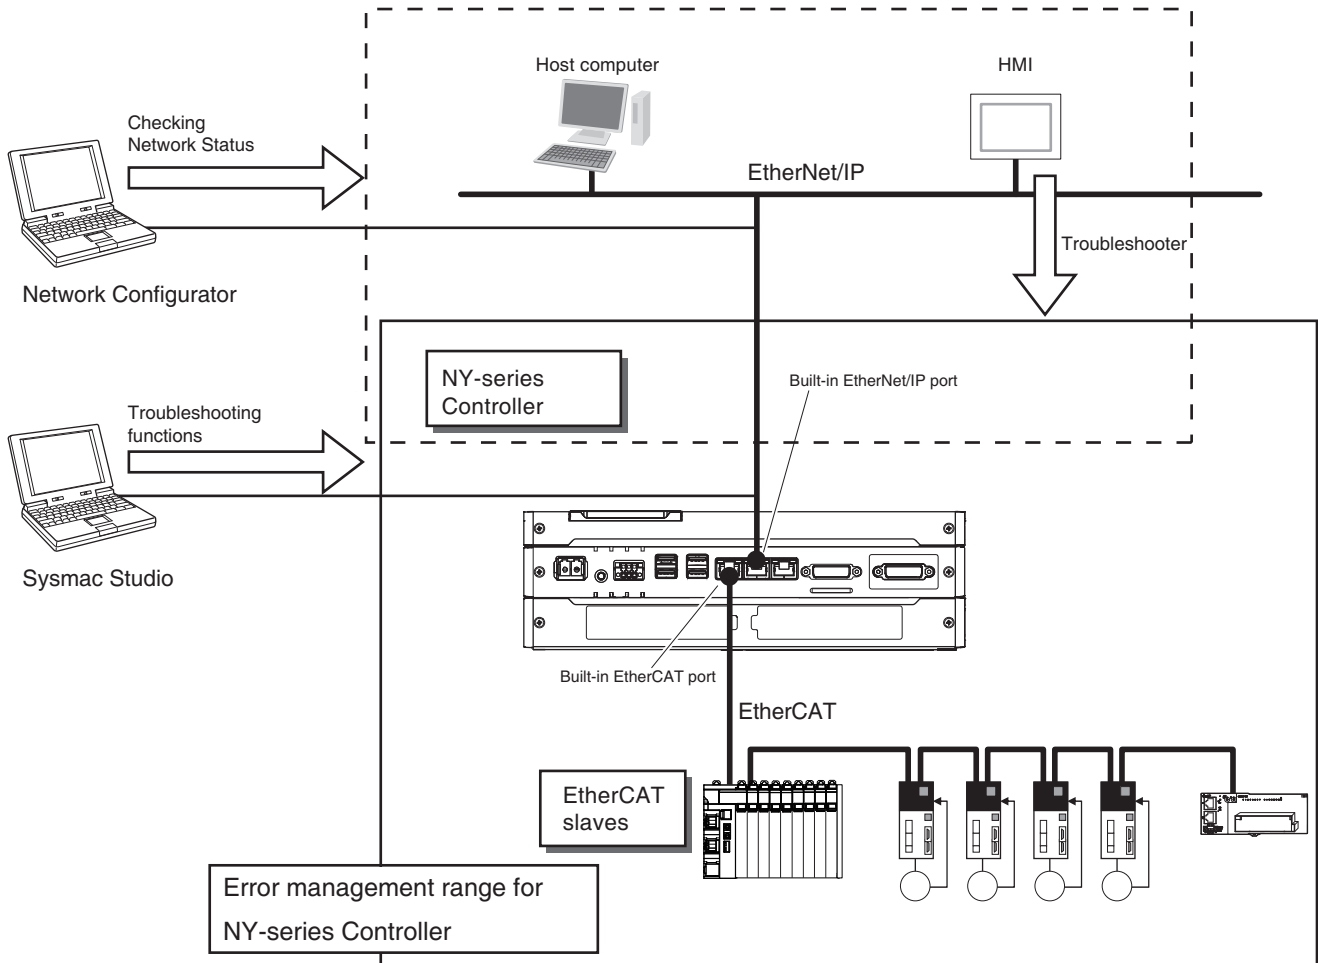 Host computer
HMI
Checking
Network Status
EtherNet/IP
Troubleshooter
Network Configurator
NY-series
Controller
Built-in EtherNet/IP port
Troubleshooting
functions
Sysmac Studio
Built-in EtherCAT port
EtherCAT
EtherCAT
slaves
Error management range for
NY-series Controller